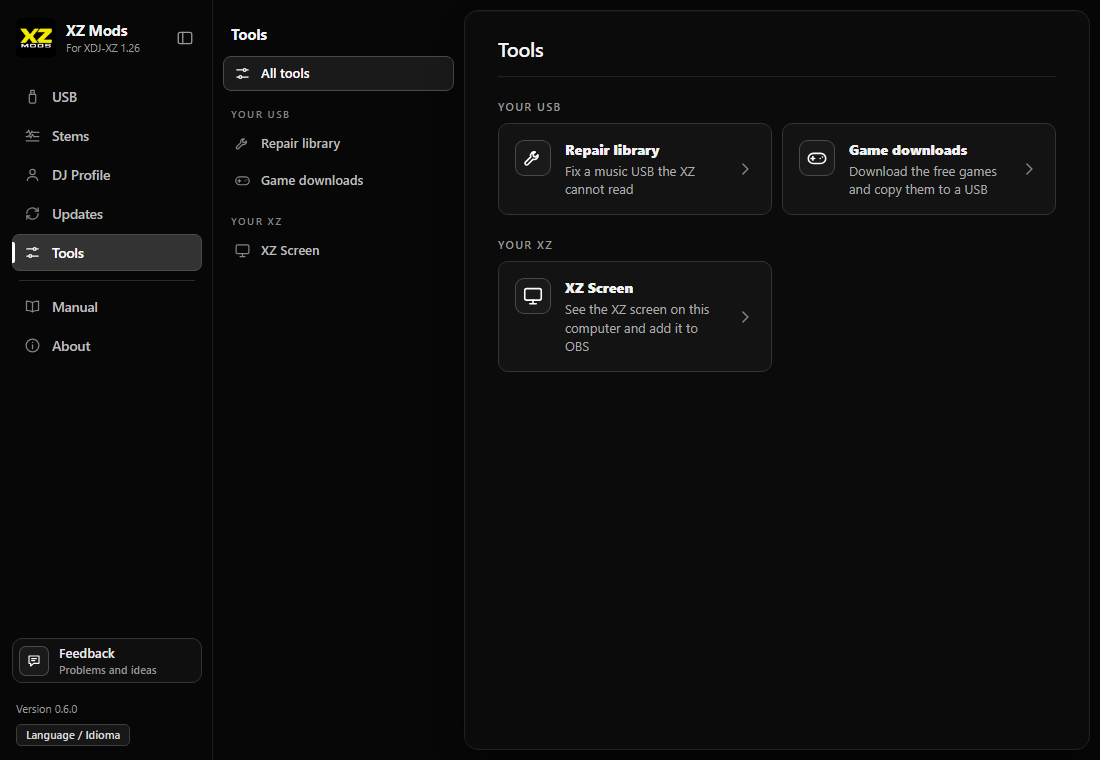 XZ MODS
XZ Mods
For XDJ-XZ 1.26
USB
Stems
DJ Profile
Updates
Tools
Manual
About
Feedback
Problems and ideas
Version 0.6.0
Language / Idioma
Tools
All tools
YOUR USB
Repair library
Game downloads
YOUR XZ
XZ Screen
Tools
YOUR USB
Repair library
Fix a music USB the XZ
cannot read
Game downloads
Download the free games
and copy them to a USB
YOUR XZ
XZ Screen
See the XZ screen on this
computer and add it to
OBS